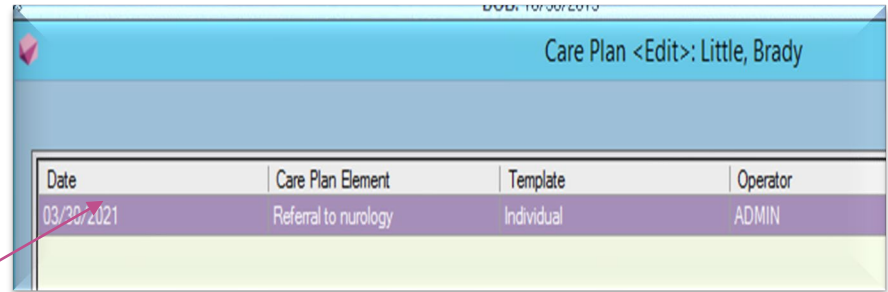 Care Plan <Edit>: Little, Brady
Date Care Plan Element Template Operator
03/30/2021 Referral to nurology Individual ADMIN